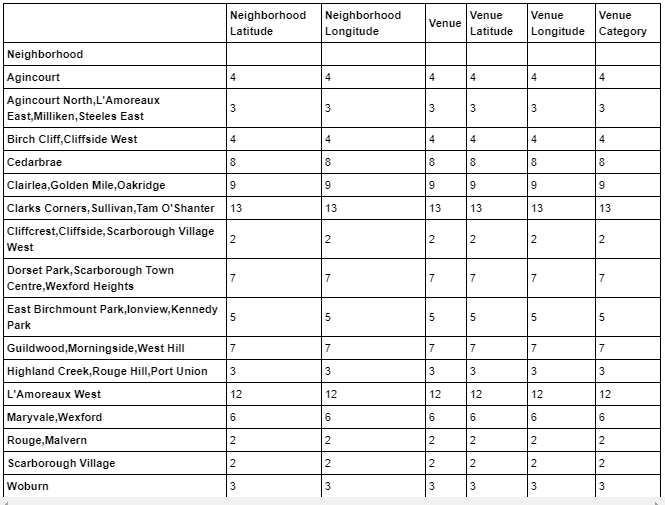 Neighborhood Latitude Neighborhood Longitude Venue Venue Latitude Venue Longitude Venue Category
Neighborhood
Agincourt 4 4 4 4 4 4
Agincourt North,L'Amoreaux
East,Milliken,Steeles East 3 3 3 3 3 3
Birch Cliff,Cliffside West 4 4 4 4 4 4
Cedarbrae 8 8 8 8 8 8
Clairlea,Golden Mile,Oakridge 9 9 9 9 9 9
Clarks Corners,Sullivan,Tam O'Shanter 13 13 13 13 13 13
Cliffcrest,Cliffside,Scarborough Village
West 2 2 2 2 2 2
Dorset Park,Scarborough Town
Centre,Wexford Heights 7 7 7 7 7 7
East Birchmount Park,Ionview,Kennedy
Park 5 5 5 5 5 5
Guildwood,Morningside,West Hill 7 7 7 7 7 7
Highland Creek,Rouge Hill,Port Union 3 3 3 3 3 3
L'Amoreaux West 12 12 12 12 12 12
Maryvale,Wexford 6 6 6 6 6 6
Rouge,Malvern 2 2 2 2 2 2
Scarborough Village 2 2 2 2 2 2
Woburn 3 3 3 3 3 3